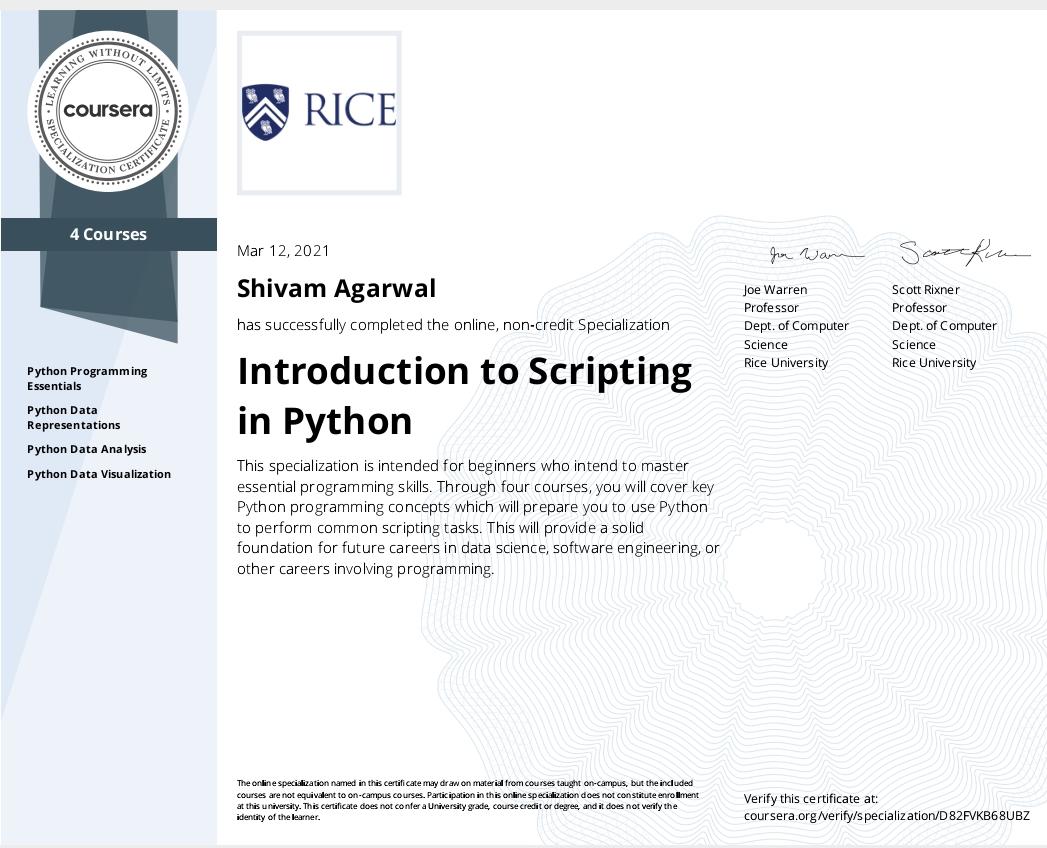 LEARNING WITHOUT LIMITS
coursera
SPECIALIZATION CERTIFICATE
4 Courses
Python Programming
Essentials
Python Data
Representations
Python Data Analysis
Python Data Visualization
RICE
Mar 12, 2021
Shivam Agarwal
has successfully completed the online, non-credit Specialization
Introduction to Scripting
in Python
This specialization is intended for beginners who intend to master
essential programming skills. Through four courses, you will cover key
Python programming concepts which will prepare you to use Python
to perform common scripting tasks. This will provide a solid
foundation for future careers in data science, software engineering, or
other careers involving programming.
Joe Warren
Joe Warren
Professor
Dept. of Computer
Science
Rice University
Scott Rixner
Professor
Dept. of Computer
Science
Rice University
The online specialization named in this certificate may draw on material from courses taught on-campus, but the included
courses are not equivalent to on-campus courses. Participation in this online specialization does not constitute enrollment
at this university. This certificate does not confer a University grade, course credit or degree, and it does not verify the
identity of the learner.
Verify this certificate at:
coursera.org/verify/specialization/D82FVKB68UBZ